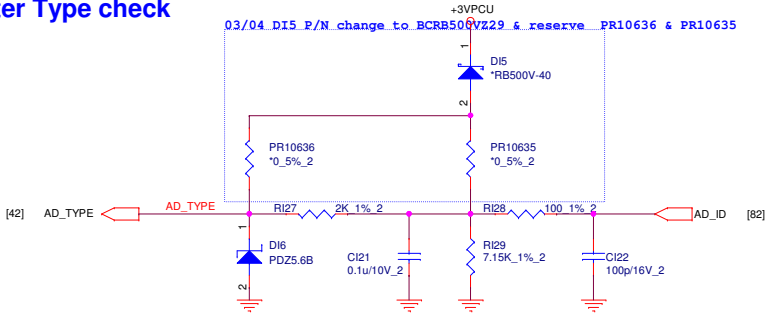 ter Type check
+3VPCU
03/04 DI5 P/N change to BCRB500VZ29 & reserve PR10636 & PR10635
1
DI5
*RB500V-40
2
PR10636
*0_5%_2
PR10635
*0_5%_2
[42] AD_TYPE AD_TYPE RI27 2K_1%_2 RI28 100_1%_2 AD_ID [82]
1
DI6
PDZ5.6B
2
CI21
0.1u/10V_2
RI29
7.15K_1%_2
CI22
100p/16V_2